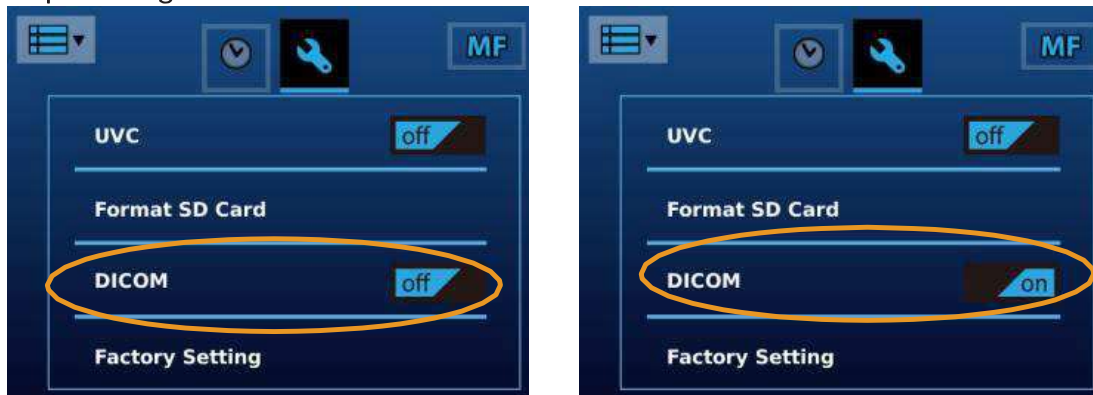 MF
UVC off
Format SD Card
DICOM off
Factory Setting
MF
UVC off
Format SD Card
DICOM on
Factory Setting